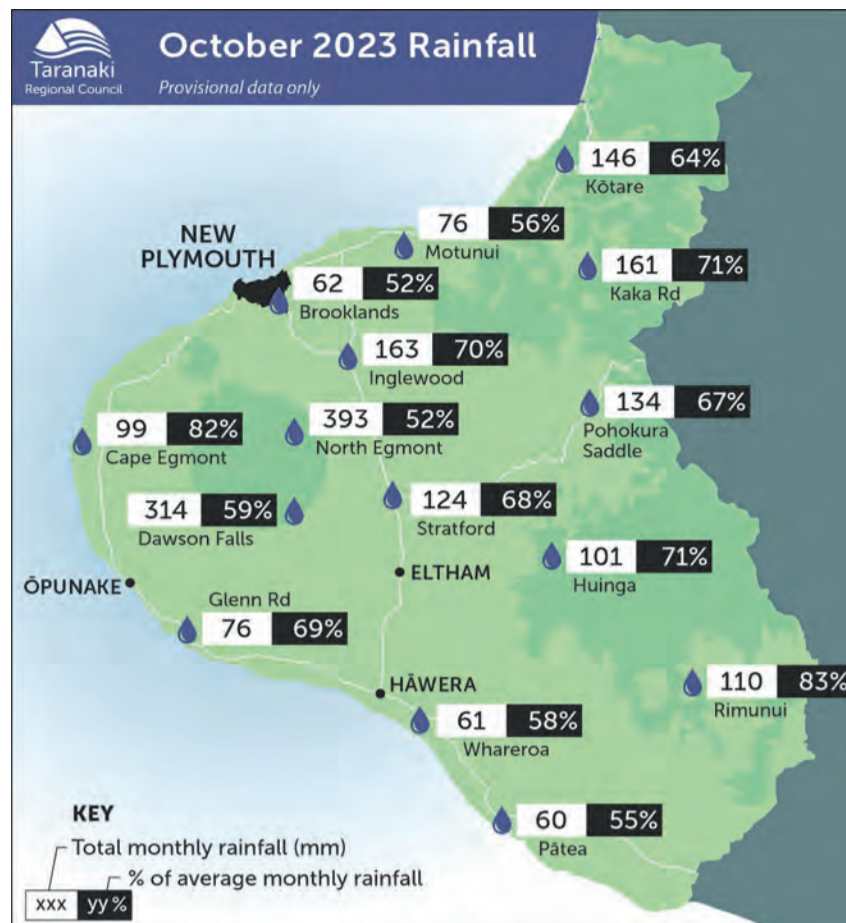 Taranaki
Regional Council
October 2023 Rainfall
Provisional data only
146 64%
Kōtare
76 56%
Motunui
NEW
PLYMOUTH
161 71%
Kaka Rd
62 52%
Brooklands
163 70%
Inglewood
134 67%
Pohokura
Saddle
99 82%
Cape Egmont
393 52%
North Egmont
124 68%
Stratford
314 59%
Dawson Falls
101 71%
Huinga
ELTHAM
ŌPUNAKE
Glenn Rd
76 69%
110 83%
Rimunui
HĀWERA
61 58%
Whareroa
60 55%
Pātea
KEY
Total monthly rainfall (mm)
% of average monthly rainfall
xxx yy%